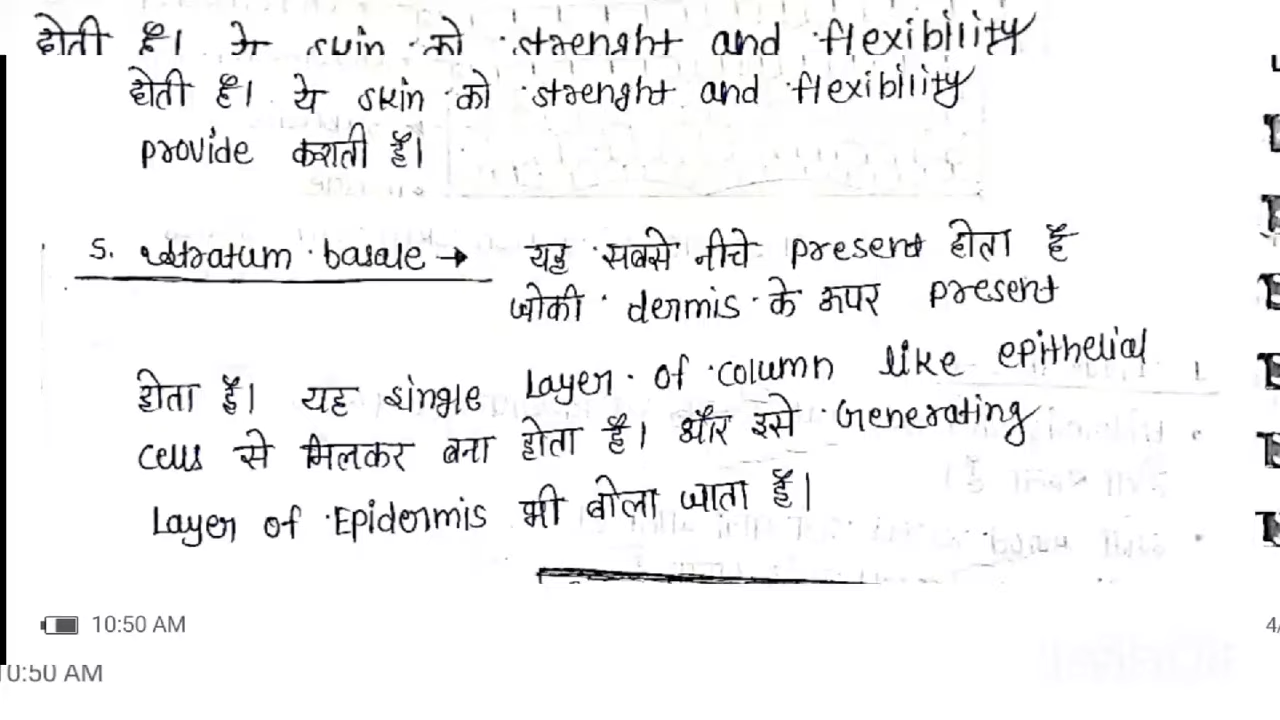 होती है। ये skin को strenght and flexibility
होती है। ये skin को strenght and flexibility
provide कराती है।
5. stratum basale → यह सबसे नीचे present होता है
जोकी dermis के ऊपर present
होता है। यह single Layer of column like epithelial
cells से मिलकर बना होता है। और इसे Generating
Layer of Epidermis भी बोला जाता है।
10:50 AM
4/
10:50 AM